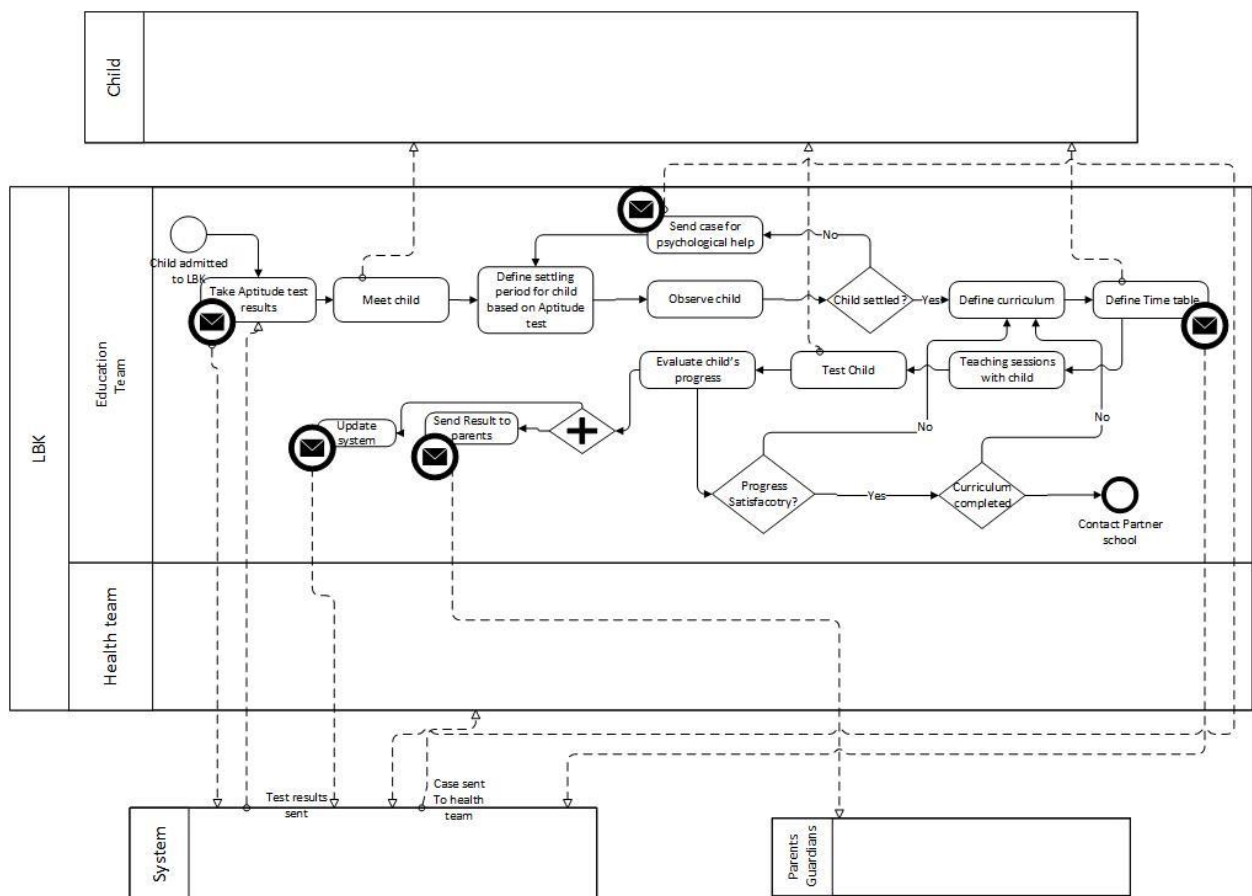 Child
LBK
Education
Team
Child admitted
to LBK
Take Aptitude test
results
Meet child
Define settling
period for child
based on Aptitude
test
Send case for
psychological help
No
Observe child
Child settled ?
Yes
Define curriculum
Define Time table
Evaluate child's
progress
Test Child
Teaching sessions
with child
Update
system
Send Result to
parents
No
No
Progress
Satisfacotry?
Yes
Curriculum
completed
Contact Partner
school
Health team
Test results
sent
Case sent
To health
team
System
Parents
Guardians